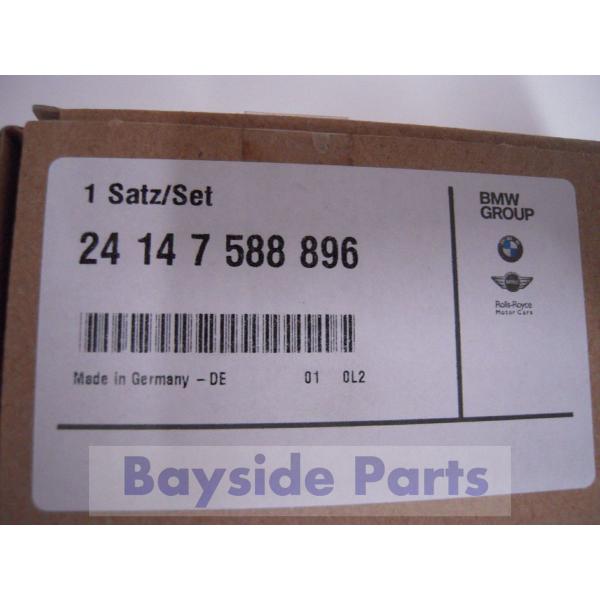 1 Satz/Set
24 14 7 588 896
Made in Germany – DE 01 0L2
BMW
GROUP
Rolls-Royce
Motor Cars
Bayside Parts